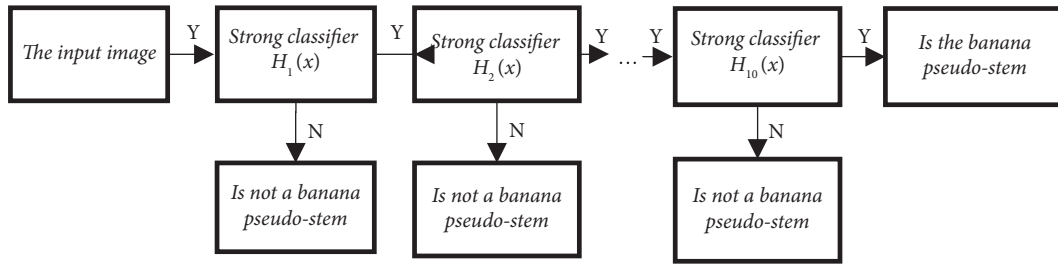 The input image
Y
Strong classifier
H₁(x)
Y
Strong classifier
H₂(x)
Y
...
Y
Strong classifier
H₁₀(x)
Y
Is the banana
pseudo-stem
N
Is not a banana
pseudo-stem
N
Is not a banana
pseudo-stem
N
Is not a banana
pseudo-stem